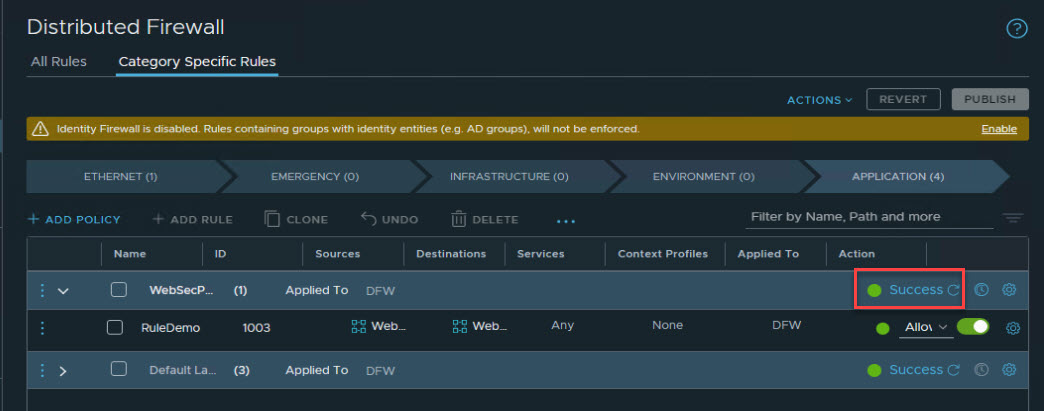 Distributed Firewall
All Rules Category Specific Rules
ACTIONS REVERT PUBLISH
Identity Firewall is disabled. Rules containing groups with identity entities (e.g. AD groups), will not be enforced. Enable
ETHERNET (1) EMERGENCY (0) INFRASTRUCTURE (0) ENVIRONMENT (0) APPLICATION (4)
+ ADD POLICY + ADD RULE CLONE UNDO DELETE ... Filter by Name, Path and more
Name ID Sources Destinations Services Context Profiles Applied To Action
WebSecP... (1) Applied To DFW Success
RuleDemo 1003 Web... Web... Any None DFW Allow
Default La... (3) Applied To DFW Success